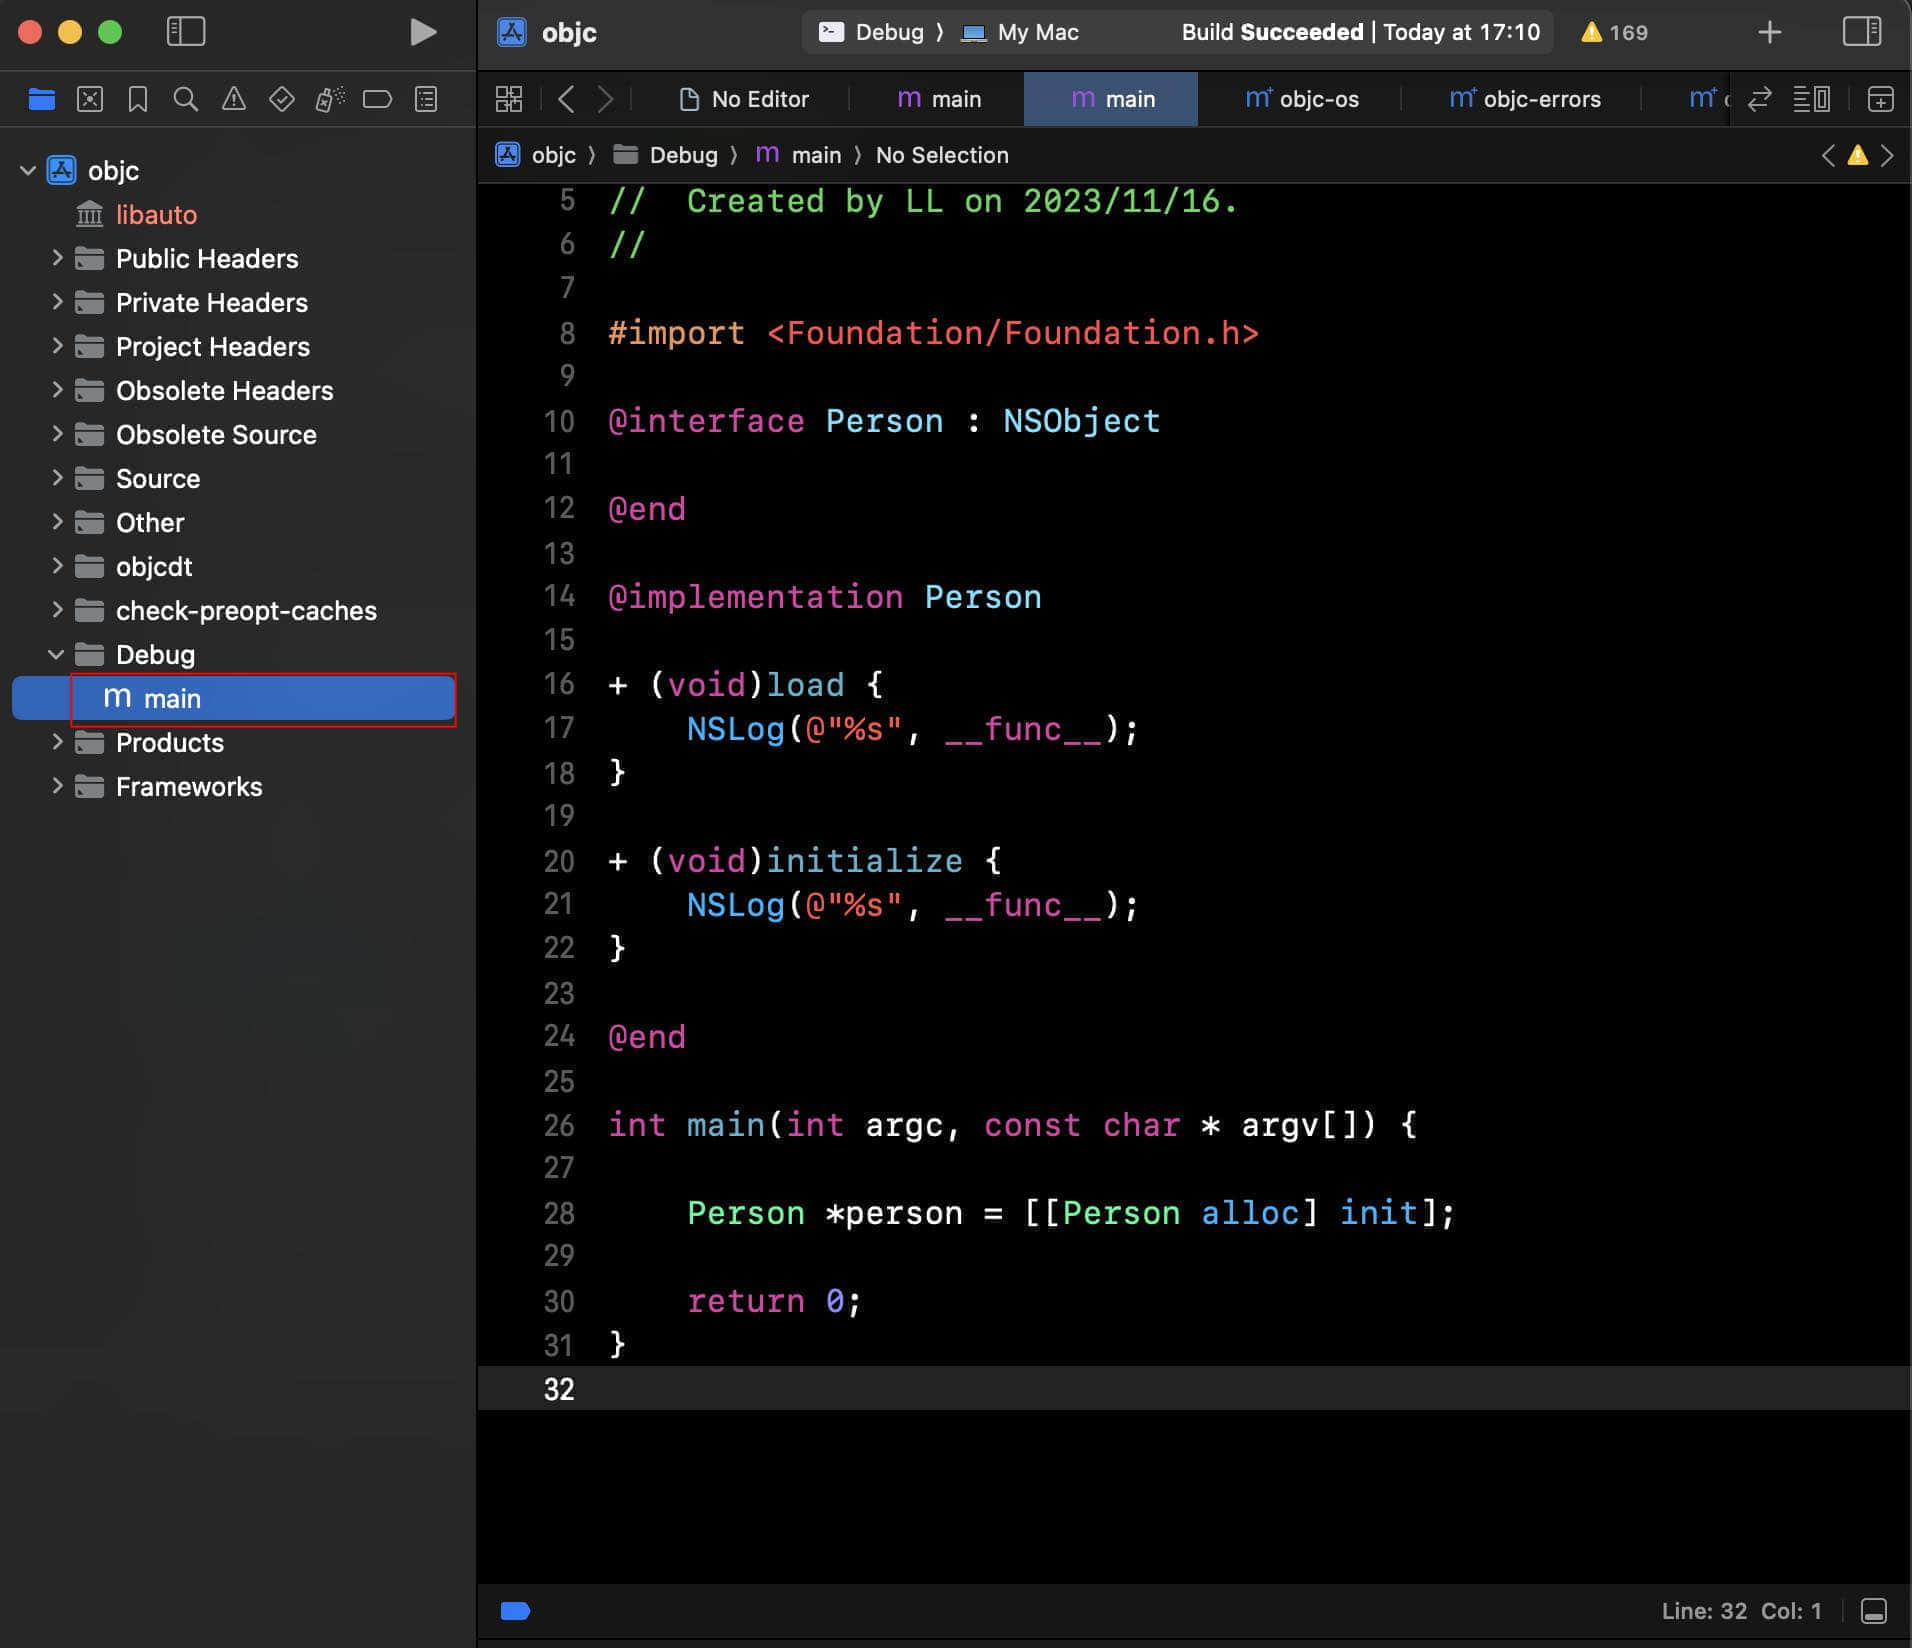 objc
Debug 〉 My Mac
Build Succeeded | Today at 17:10
169
No Editor
main
main
objc-os
objc-errors
objc 〉 Debug 〉 main 〉 No Selection
objc
libauto
Public Headers
Private Headers
Project Headers
Obsolete Headers
Obsolete Source
Source
Other
objcdt
check-preopt-caches
Debug
m main
Products
Frameworks
5 //  Created by LL on 2023/11/16.
6 //
7
8 #import <Foundation/Foundation.h>
9
10 @interface Person : NSObject
11
12 @end
13
14 @implementation Person
15
16 + (void)load {
17     NSLog(@"%s", __func__);
18 }
19
20 + (void)initialize {
21     NSLog(@"%s", __func__);
22 }
23
24 @end
25
26 int main(int argc, const char * argv[]) {
27
28     Person *person = [[Person alloc] init];
29
30     return 0;
31 }
32
Line: 32  Col: 1